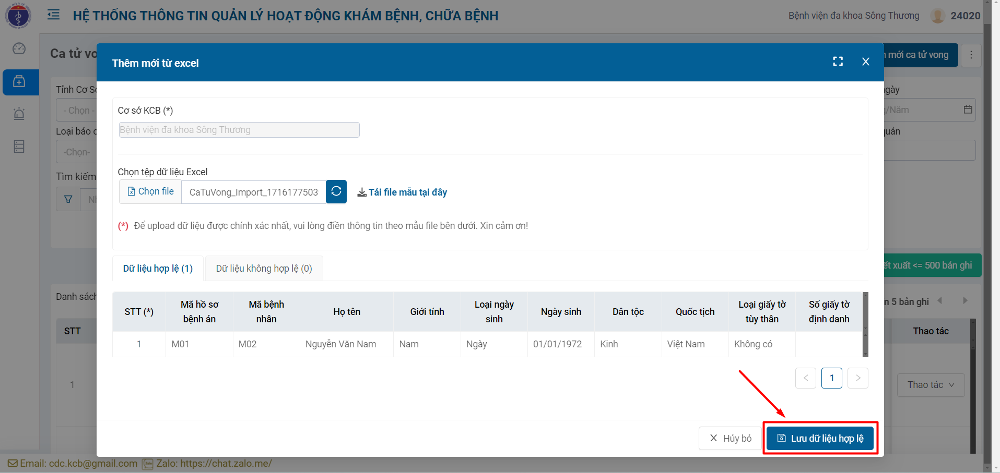 HỆ THỐNG THÔNG TIN QUẢN LÝ HOẠT ĐỘNG KHÁM BỆNH, CHỮA BỆNH
Bệnh viện đa khoa Sông Thương
24020
Ca tử vo
mới ca tử vong
Thêm mới từ excel
Tỉnh Cơ Sở
- Chọn -
gày
/Năm
Loại báo c
-Chọn-
quản
Tìm kiếm
Nh
Cơ sở KCB (*)
Bệnh viện đa khoa Sông Thương
Chọn tệp dữ liệu Excel
Chọn file
CaTuVong_Import_1716177503
Tải file mẫu tại đây
(*) Để upload dữ liệu được chính xác nhất, vui lòng điền thông tin theo mẫu file bên dưới. Xin cảm ơn!
Dữ liệu hợp lệ (1)
Dữ liệu không hợp lệ (0)
ết xuất <= 500 bản ghi
Danh sách
n 5 bản ghi
STT (*)
Mã hồ sơ bệnh án
Mã bệnh nhân
Họ tên
Giới tính
Loại ngày sinh
Ngày sinh
Dân tộc
Quốc tịch
Loại giấy tờ tùy thân
Số giấy tờ định danh
1
M01
M02
Nguyễn Văn Nam
Nam
Ngày
01/01/1972
Kinh
Việt Nam
Không có
STT
Thao tác
1
Thao tác
1
Hủy bỏ
Lưu dữ liệu hợp lệ
Email: cdc.kcb@gmail.com
Zalo: https://chat.zalo.me/